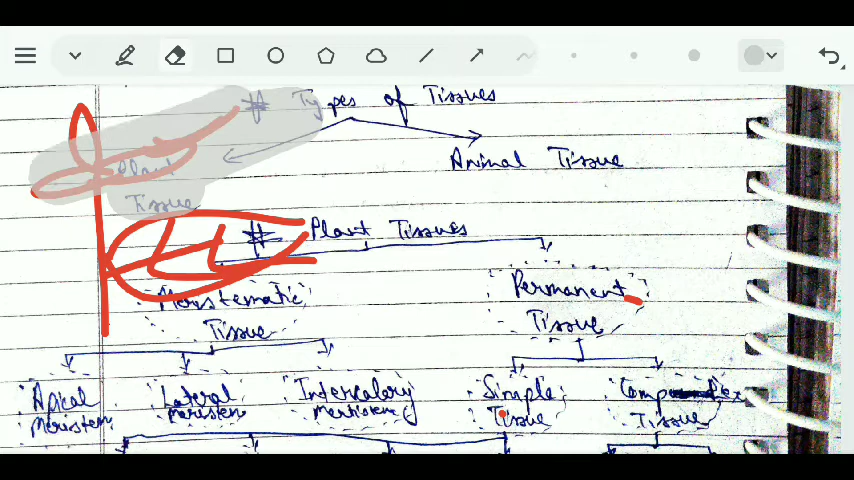 # Types of Tissues
Plant Tissue
Animal Tissue
# Plant Tissues
Meristematic Tissue
Permanent Tissue
Apical Meristem
Lateral Meristem
Intercalary Meristem
Simple Tissue
Complex Tissue